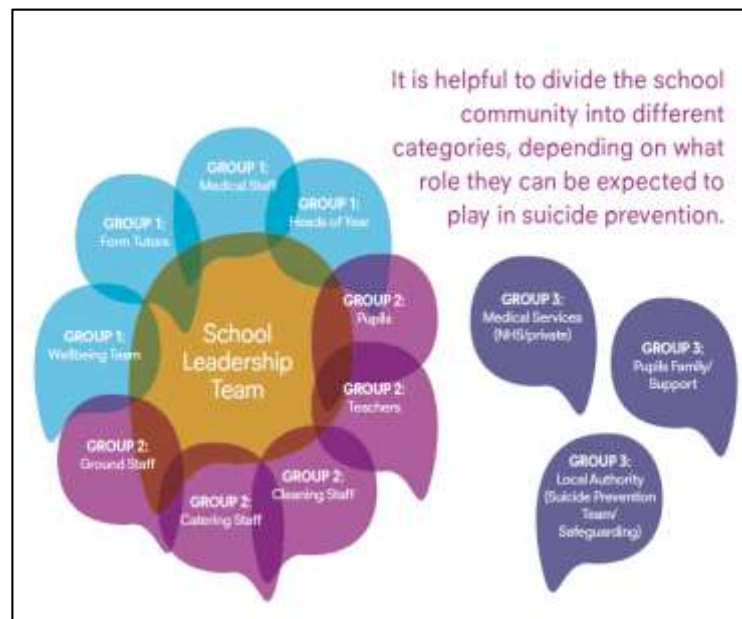 It is helpful to divide the school
community into different
categories, depending on what
role they can be expected to
play in suicide prevention.
GROUP 1:
Medical Staff
GROUP 1:
Form Tutors
GROUP 1:
Heads of Year
GROUP 1:
Wellbeing Team
School
Leadership
Team
GROUP 2:
Pupils
GROUP 2:
Teachers
GROUP 2:
Cleaning Staff
GROUP 2:
Catering Staff
GROUP 2:
Ground Staff
GROUP 3:
Medical Services
(NHS/private)
GROUP 3:
Pupils Family/
Support
GROUP 3:
Local Authority
(Suicide Prevention
Team/
Safeguarding)